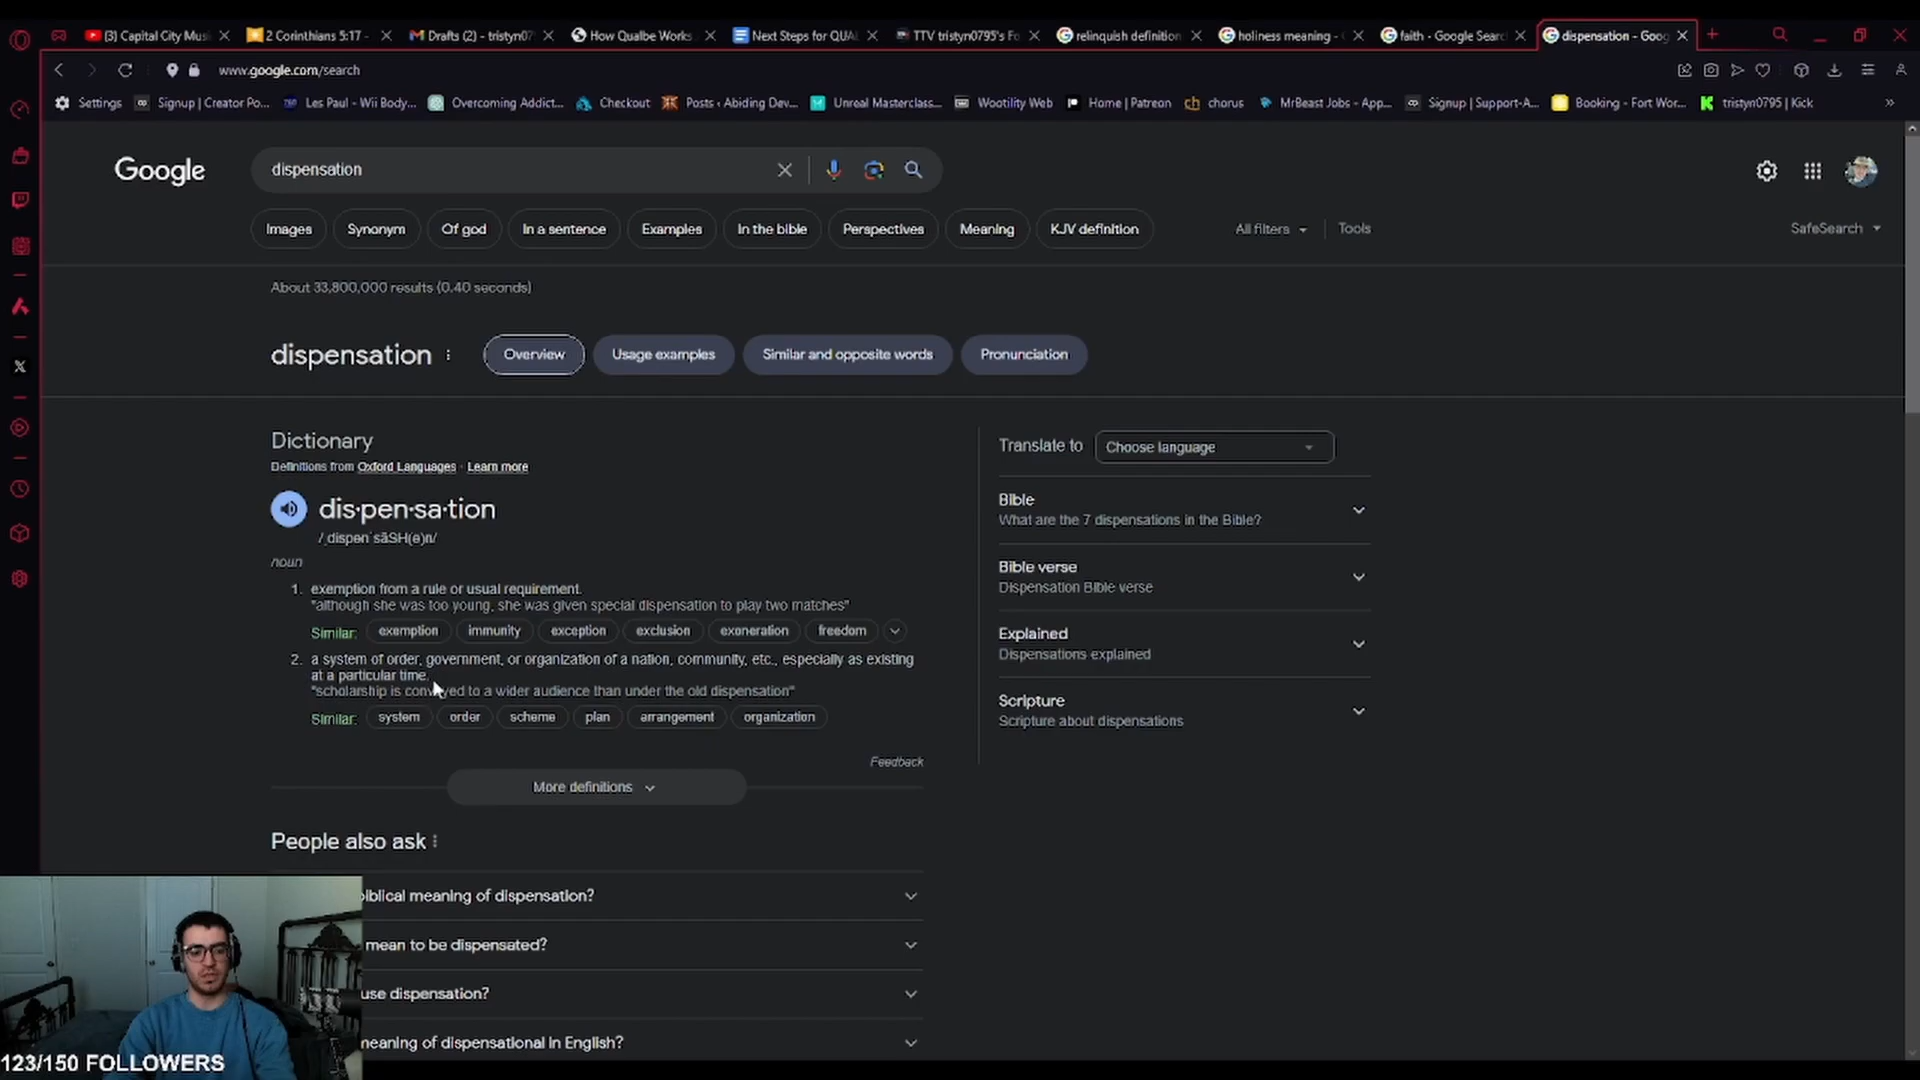 (3) Capital City Mus
2 Corinthians 5:17 -
Drafts (2) - tristyn07
How Qualbe Works
Next Steps for QUAL
TTV tristyn0795's Fo
relinquish definition
holiness meaning -
faith - Google Searc
dispensation - Goog
www.google.com/search
Settings
Signup | Creator Po...
Les Paul - Wii Body...
Overcoming Addict...
Checkout
Posts ‹ Abiding Dev...
Unreal Masterclass...
Wootility Web
Home | Patreon
chorus
MrBeast Jobs - App...
Signup | Support-A...
Booking - Fort Wor...
tristyn0795 | Kick
Google
dispensation
Images
Synonym
Of god
In a sentence
Examples
In the bible
Perspectives
Meaning
KJV definition
All filters
Tools
SafeSearch
About 33,800,000 results (0.40 seconds)
dispensation
Overview
Usage examples
Similar and opposite words
Pronunciation
Dictionary
Definitions from Oxford Languages · Learn more
dis·pen·sa·tion
/ˌdispənˈsāSH(ə)n/
noun
1. exemption from a rule or usual requirement.
"although she was too young, she was given special dispensation to play two matches"
Similar: exemption immunity exception exclusion exoneration freedom
2. a system of order, government, or organization of a nation, community, etc., especially as existing
at a particular time.
"scholarship is conveyed to a wider audience than under the old dispensation"
Similar: system order scheme plan arrangement organization
Feedback
More definitions
Translate to
Choose language
Bible
What are the 7 dispensations in the Bible?
Bible verse
Dispensation Bible verse
Explained
Dispensations explained
Scripture
Scripture about dispensations
People also ask
biblical meaning of dispensation?
mean to be dispensated?
use dispensation?
meaning of dispensational in English?
123/150 FOLLOWERS